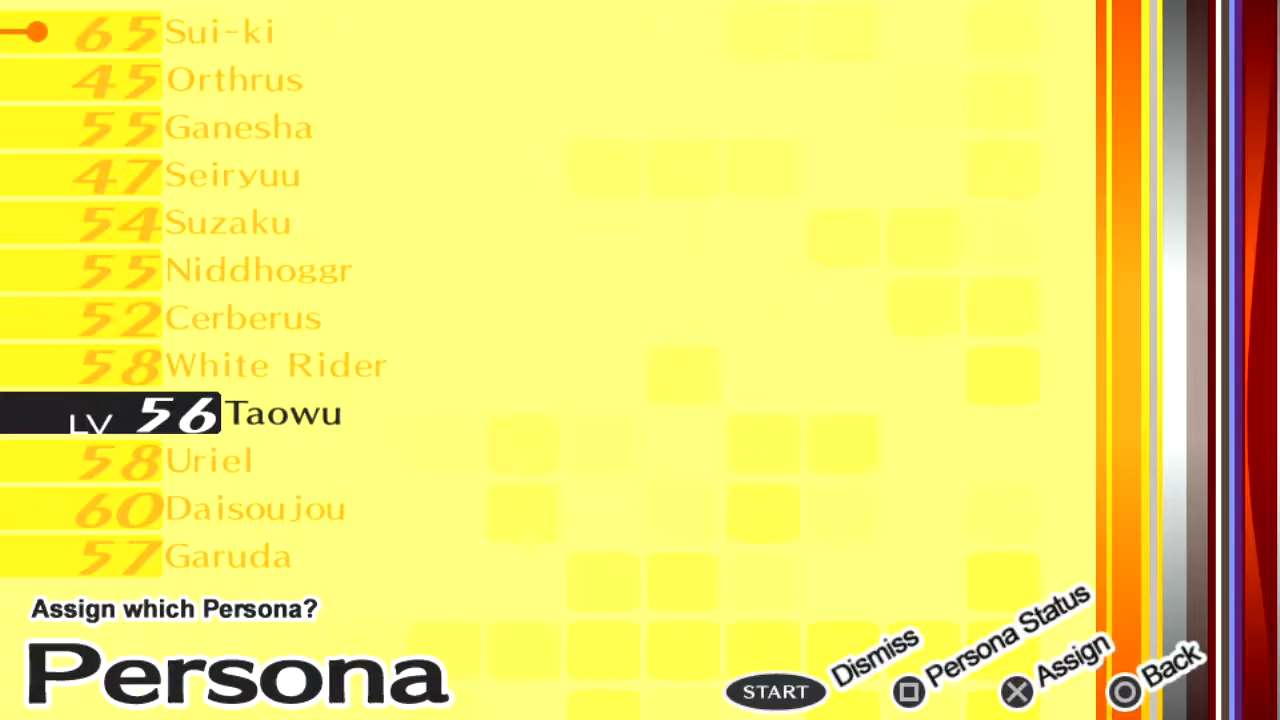 65 Sui-ki
45 Orthrus
55 Ganesha
47 Seiryuu
54 Suzaku
55 Niddhoggr
52 Cerberus
58 White Rider
LV 56 Taowu
58 Uriel
60 Daisoujou
57 Garuda
Assign which Persona?
Persona
START Dismiss Persona Status Assign Back